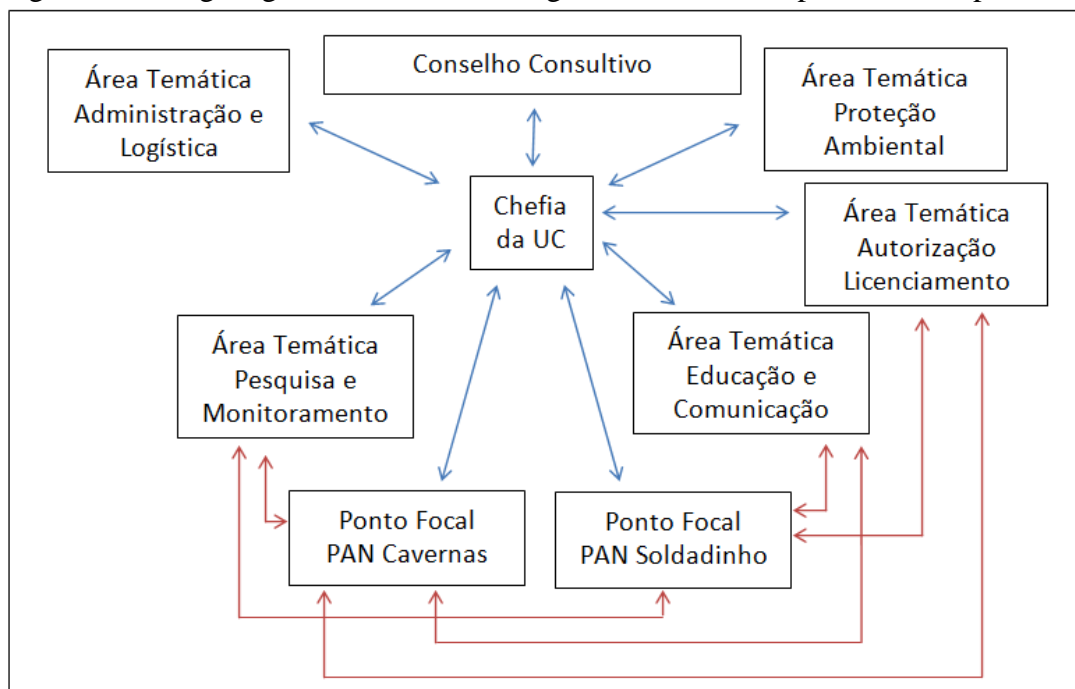 Conselho Consultivo
Área Temática
Administração e
Logística
Área Temática
Proteção
Ambiental
Chefia
da UC
Área Temática
Autorização
Licenciamento
Área Temática
Pesquisa e
Monitoramento
Área Temática
Educação e
Comunicação
Ponto Focal
PAN Cavernas
Ponto Focal
PAN Soldadinho